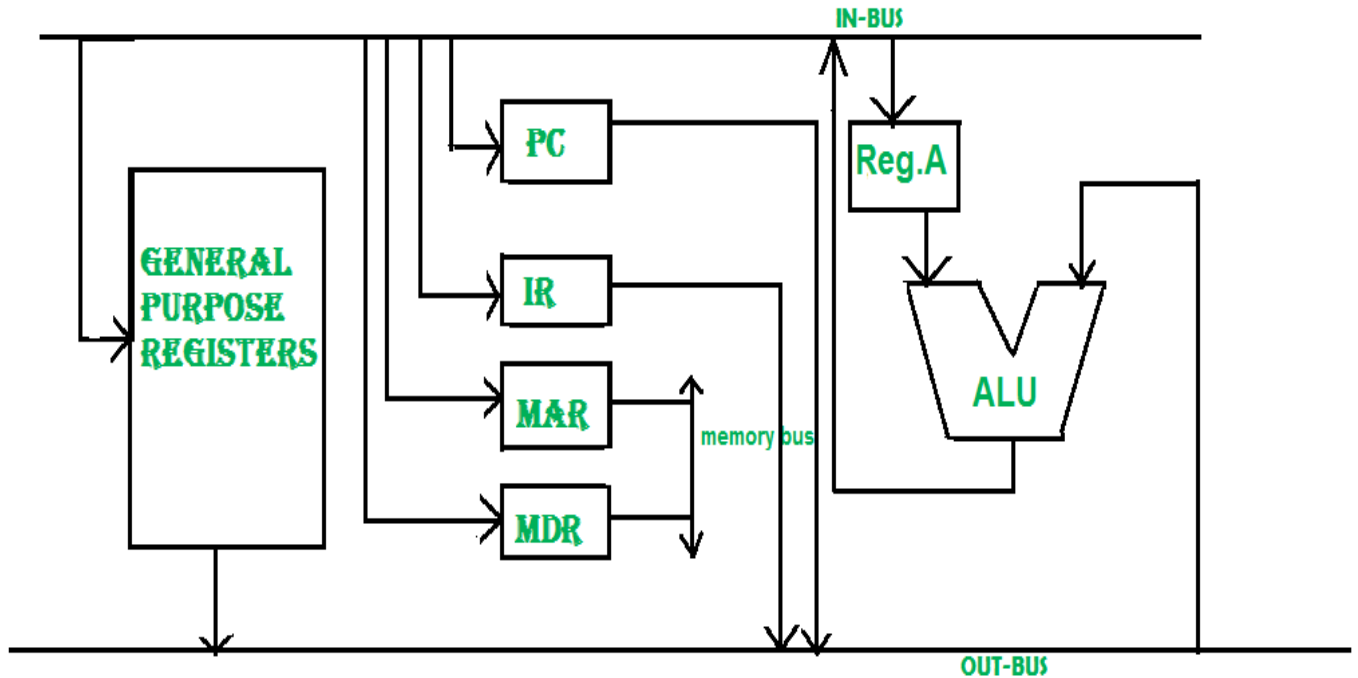 IN-BUS
PC
Reg.A
GENERAL
PURPOSE
REGISTERS
IR
MAR
ALU
memory bus
MDR
OUT-BUS